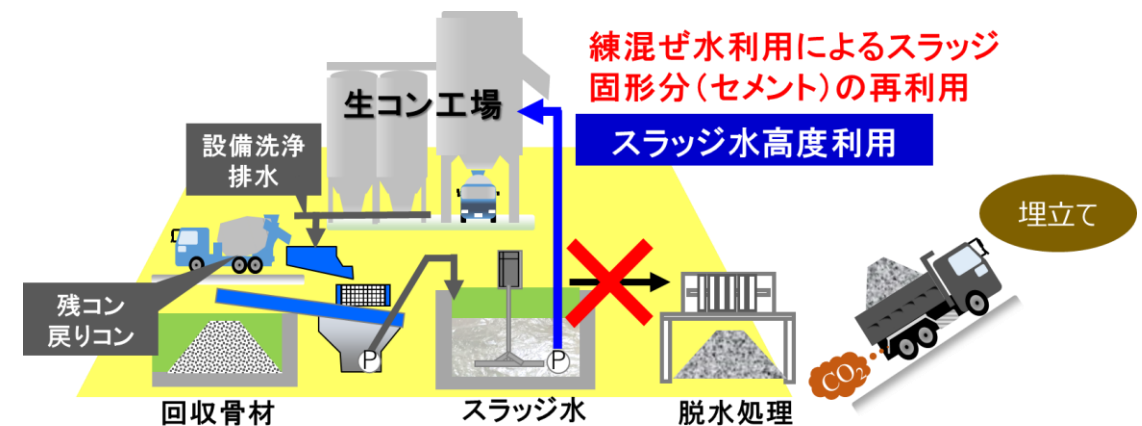 練混ぜ水利用によるスラッジ
固形分（セメント）の再利用
生コン工場
スラッジ水高度利用
設備洗浄
排水
埋立て
残コン
戻りコン
P
P
CO₂
回収骨材
スラッジ水
脱水処理